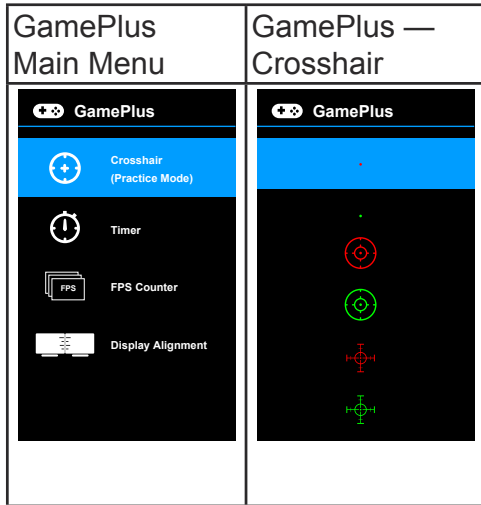 GamePlus
Main Menu
GamePlus —
Crosshair
GamePlus
Crosshair
(Practice Mode)
Timer
FPS
FPS Counter
Display Alignment
GamePlus